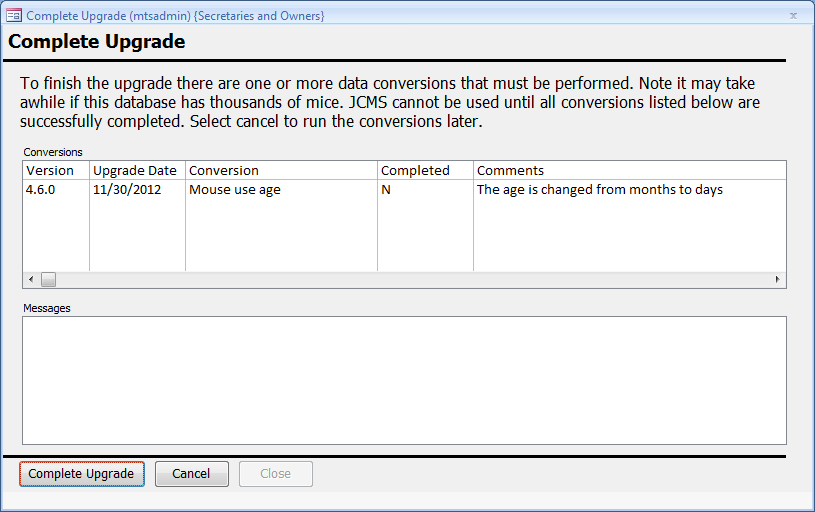 Complete Upgrade (mtsadmin) {Secretaries and Owners}
x
Complete Upgrade
To finish the upgrade there are one or more data conversions that must be performed. Note it may take
awhile if this database has thousands of mice. JCMS cannot be used until all conversions listed below are
successfully completed. Select cancel to run the conversions later.
Conversions
Version Upgrade Date Conversion Completed Comments
4.6.0 11/30/2012 Mouse use age N The age is changed from months to days
Messages
Complete Upgrade Cancel Close